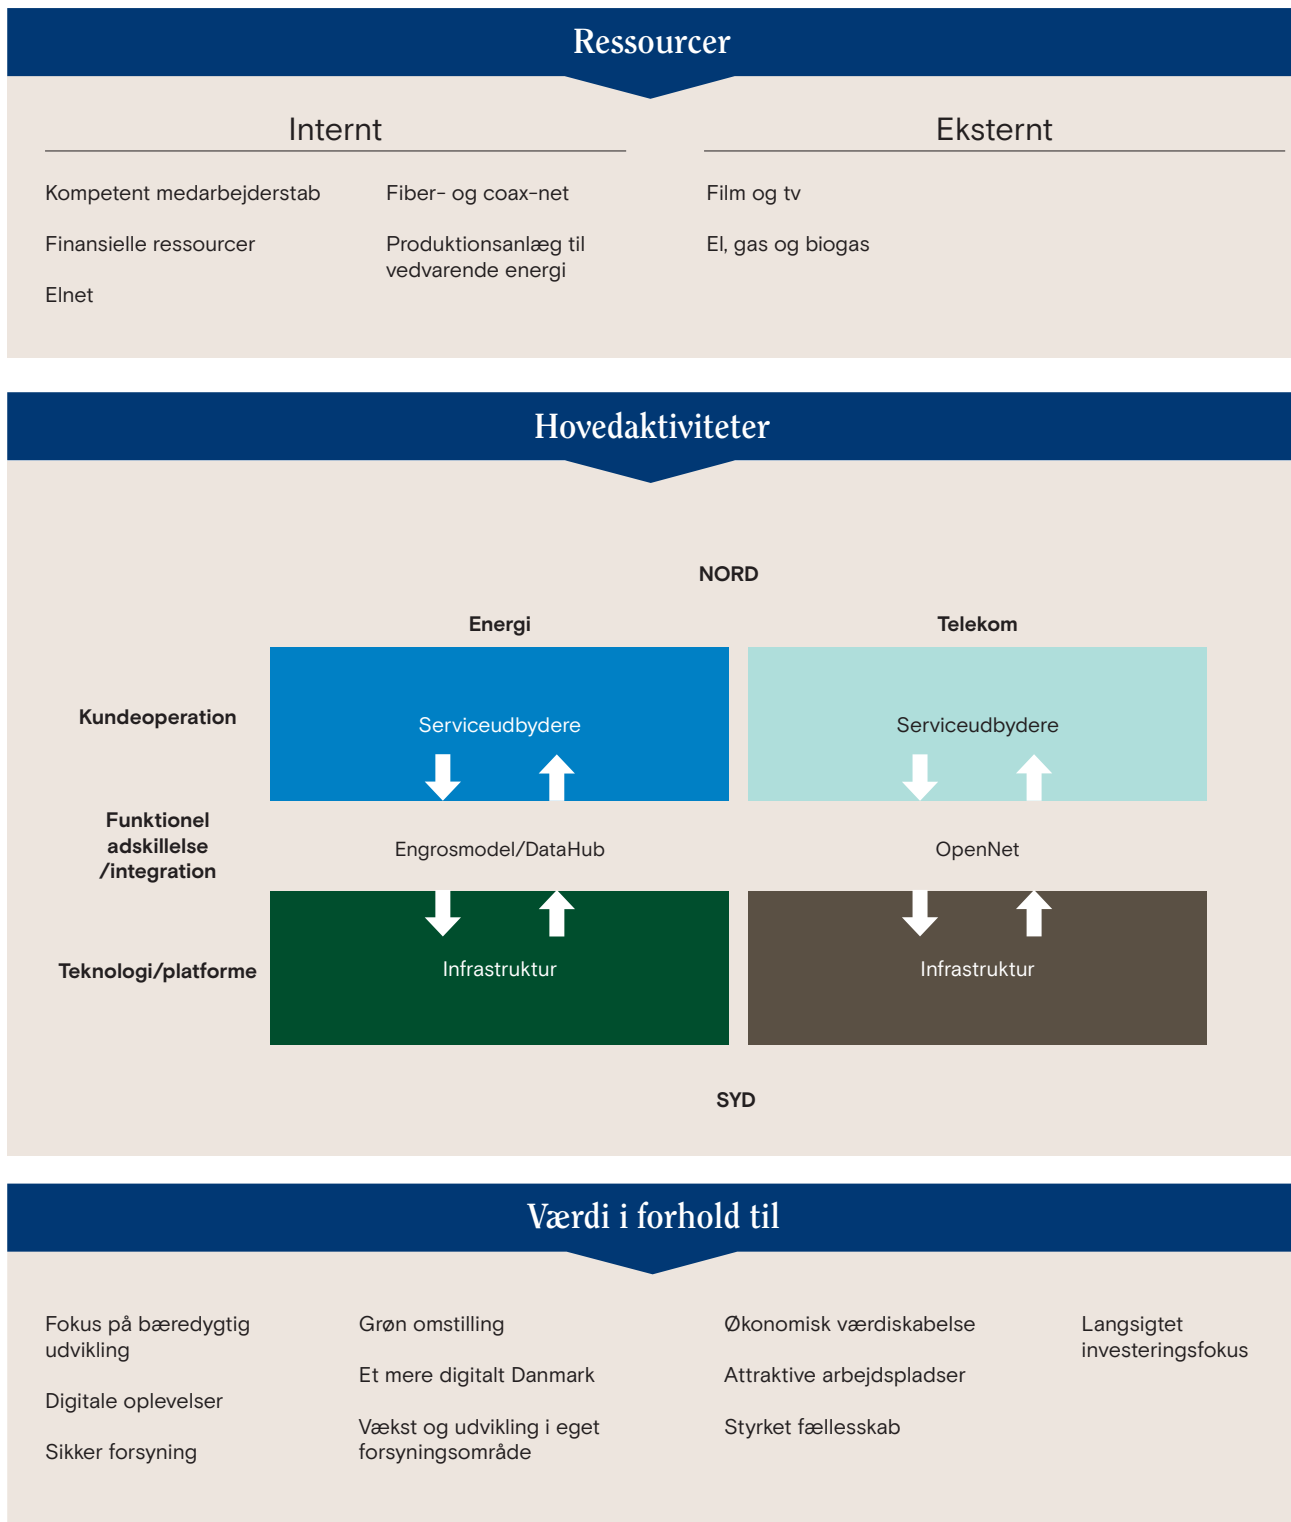 Ressourcer
Internt
Kompetent medarbejderstab
Finansielle ressourcer
Elnet
Fiber- og coax-net
Produktionsanlæg til
vedvarende energi
Eksternt
Film og tv
El, gas og biogas
Hovedaktiviteter
NORD
Energi
Telekom
Kundeoperation
Serviceudbydere
Serviceudbydere
Funktionel
adskillelse
/integration
Engrosmodel/DataHub
OpenNet
Teknologi/platforme
Infrastruktur
Infrastruktur
SYD
Værdi i forhold til
Fokus på bæredygtig
udvikling
Digitale oplevelser
Sikker forsyning
Grøn omstilling
Et mere digitalt Danmark
Vækst og udvikling i eget
forsyningsområde
Økonomisk værdiskabelse
Attraktive arbejdspladser
Styrket fællesskab
Langsigtet
investeringsfokus